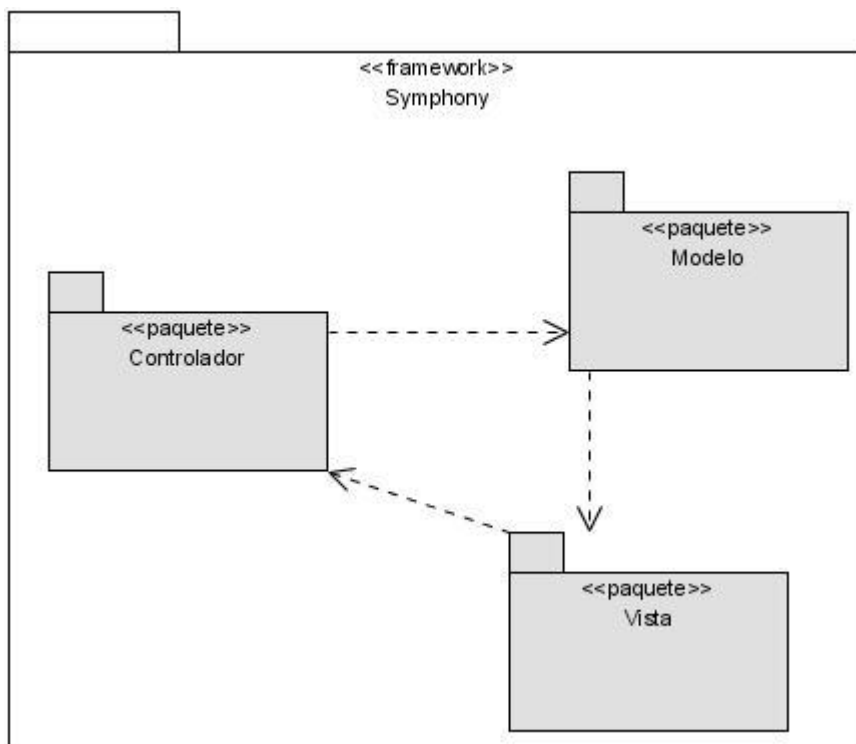 <<framework>>
Symphony
<<paquete>>
Modelo
<<paquete>>
Controlador
<<paquete>>
Vista